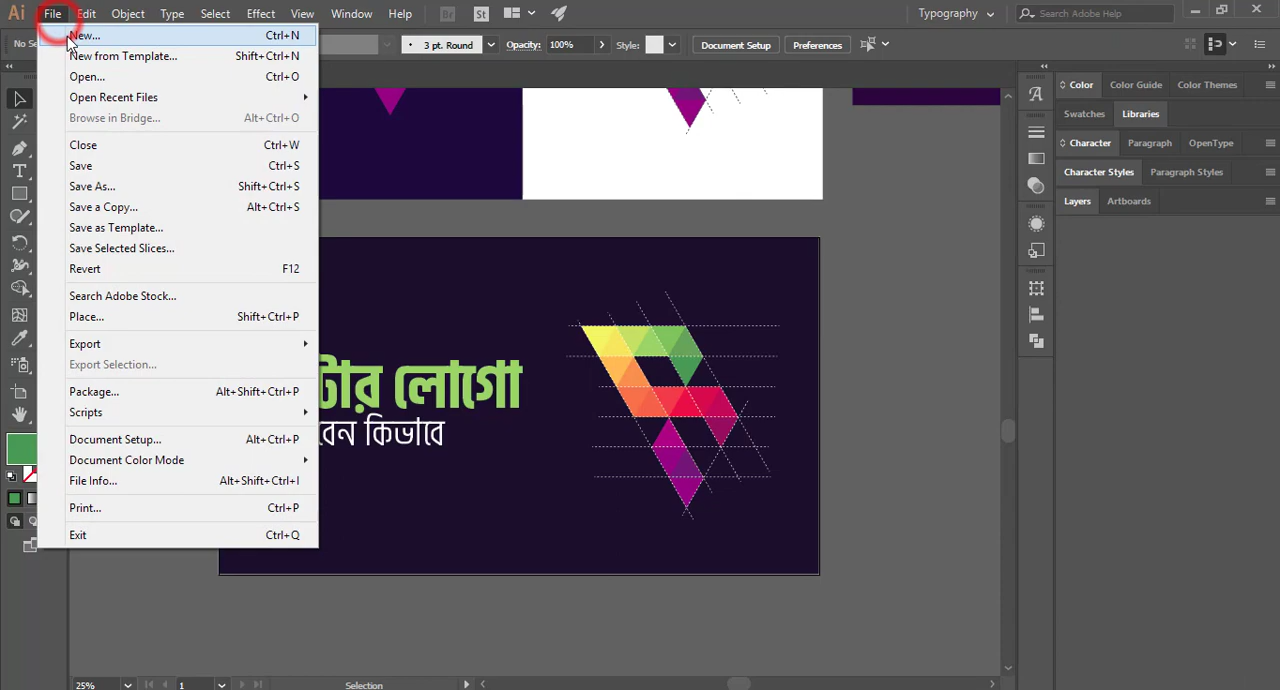 Ai File Edit Object Type Select Effect View Window Help Br St Typography Search Adobe Help
No Se 3 pt. Round Opacity: 100% Style: Document Setup Preferences
New... Ctrl+N
New from Template... Shift+Ctrl+N
Open... Ctrl+O
Open Recent Files
Browse in Bridge... Alt+Ctrl+O
Close Ctrl+W
Save Ctrl+S
Save As... Shift+Ctrl+S
Save a Copy... Alt+Ctrl+S
Save as Template...
Save Selected Slices...
Revert F12
Search Adobe Stock...
Place... Shift+Ctrl+P
Export
Export Selection...
Package... Alt+Shift+Ctrl+P
Scripts
Document Setup... Alt+Ctrl+P
Document Color Mode
File Info... Alt+Shift+Ctrl+I
Print... Ctrl+P
Exit Ctrl+Q
টার লোগো
বেন কিভাবে
Color Color Guide Color Themes
Swatches Libraries
Character Paragraph OpenType
Character Styles Paragraph Styles
Layers Artboards
25% 1 Selection